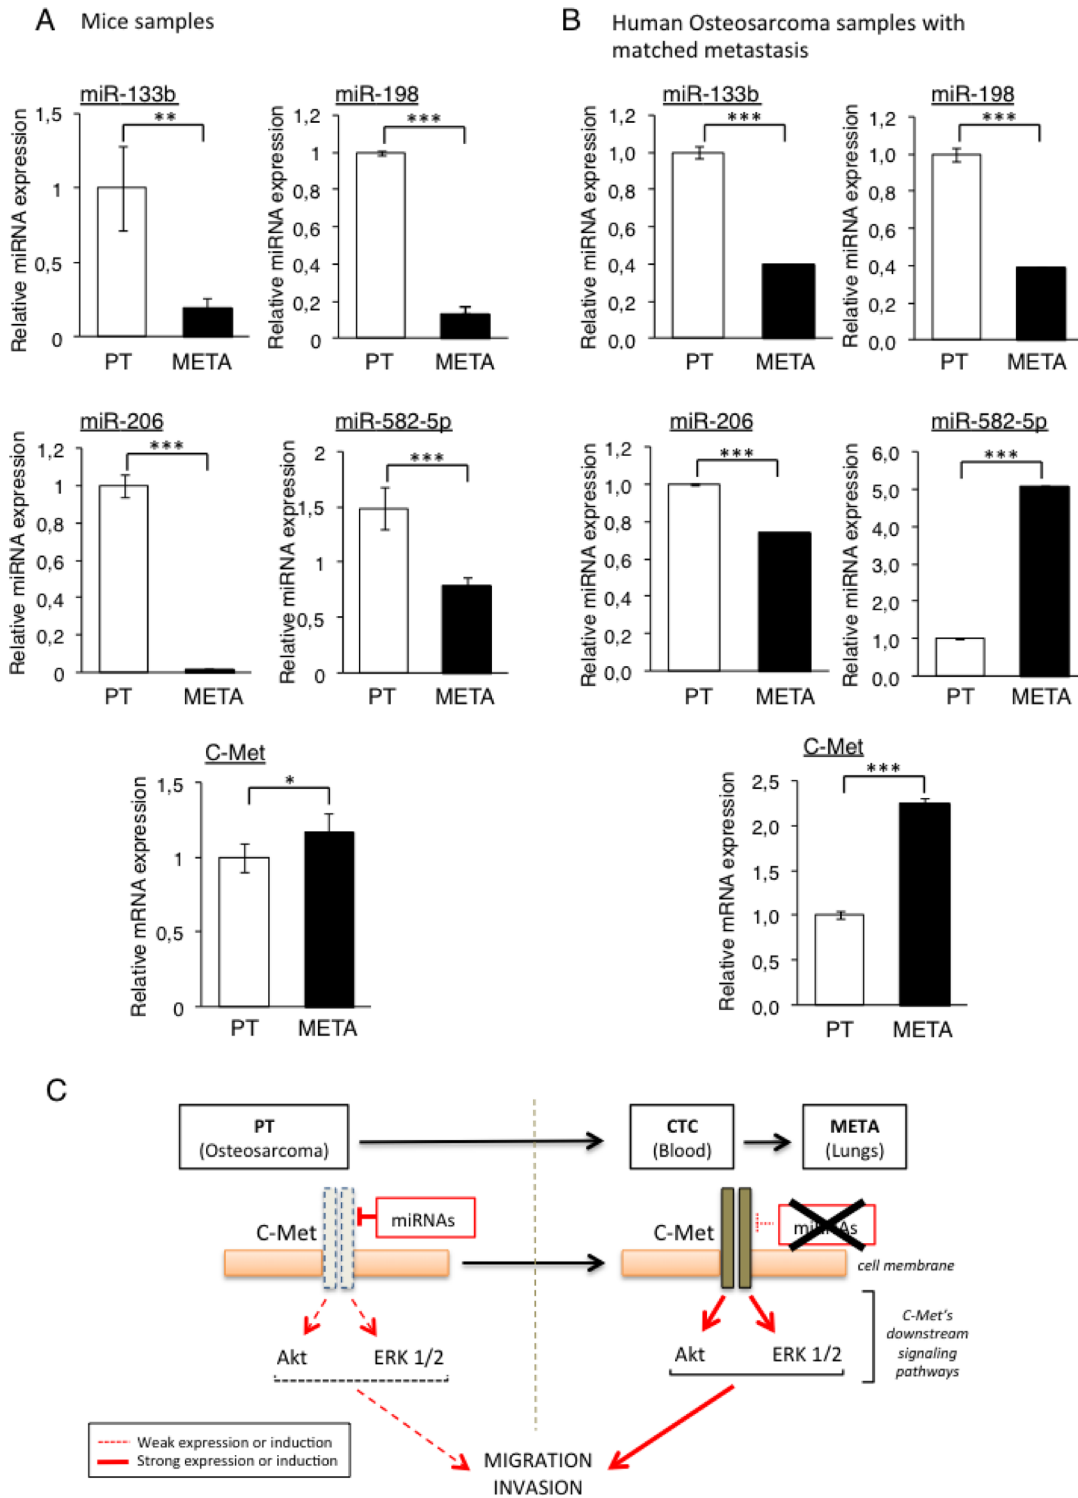 A Mice samples
B Human Osteosarcoma samples with
matched metastasis
miR-133b
Relative miRNA expression
1,5
1
0,5
0
**
PT META
miR-198
Relative miRNA expression
1,2
1
0,8
0,6
0,4
0,2
0
***
PT META
miR-133b
Relative miRNA expression
1,2
1,0
0,8
0,6
0,4
0,2
0,0
***
PT META
miR-198
Relative miRNA expression
1,2
1,0
0,8
0,6
0,4
0,2
0,0
***
PT META
miR-206
Relative miRNA expression
1,2
1
0,8
0,6
0,4
0,2
0
***
PT META
miR-582-5p
Relative miRNA expression
2
1,5
1
0,5
0
***
PT META
miR-206
Relative miRNA expression
1,2
1,0
0,8
0,6
0,4
0,2
0,0
***
PT META
miR-582-5p
Relative miRNA expression
6,0
5,0
4,0
3,0
2,0
1,0
0,0
***
PT META
C-Met
Relative mRNA expression
1,5
1
0,5
0
*
PT META
C-Met
Relative mRNA expression
2,5
2,0
1,5
1,0
0,5
0,0
***
PT META
C
PT
(Osteosarcoma)
CTC
(Blood)
META
(Lungs)
C-Met
miRNAs
C-Met
miRNAs
cell membrane
Akt ERK 1/2
Akt ERK 1/2
C-Met's
downstream
signaling
pathways
Weak expression or induction
Strong expression or induction
MIGRATION
INVASION